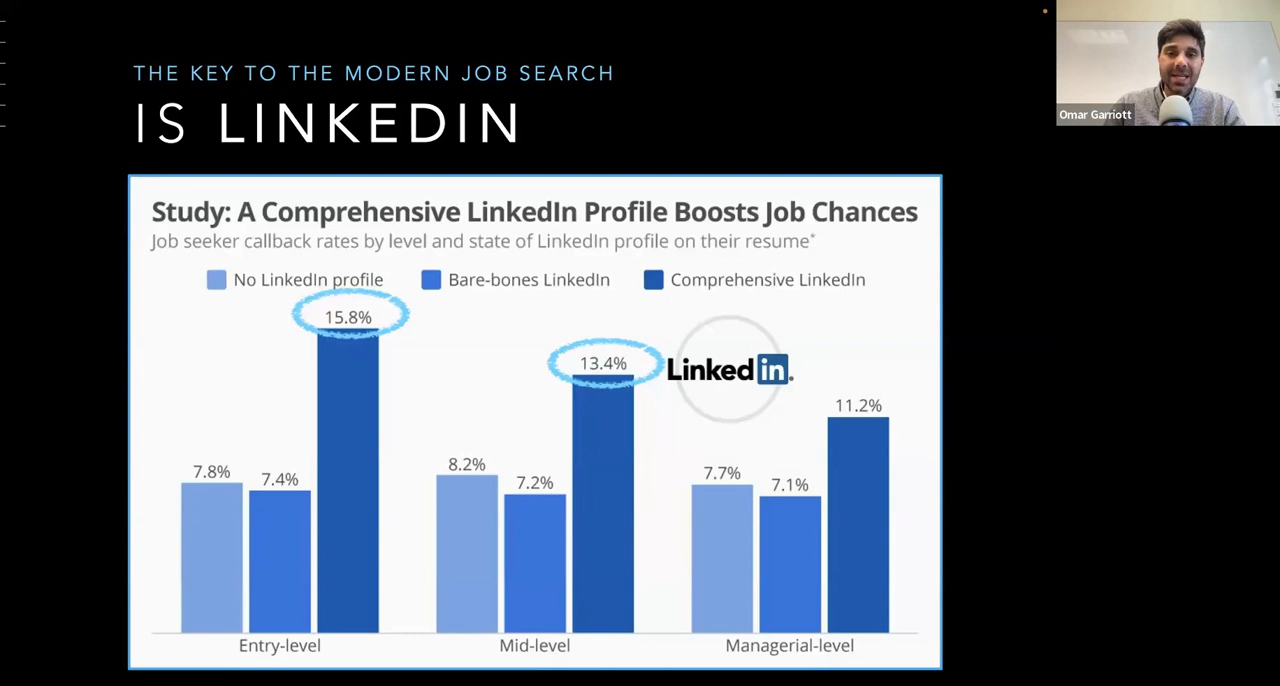 THE KEY TO THE MODERN JOB SEARCH
IS LINKEDIN
Omar Garriott
Study: A Comprehensive LinkedIn Profile Boosts Job Chances
Job seeker callback rates by level and state of LinkedIn profile on their resume*
No LinkedIn profile
Bare-bones LinkedIn
Comprehensive LinkedIn
15.8%
13.4%
LinkedIn
11.2%
7.8%
7.4%
8.2%
7.2%
7.7%
7.1%
Entry-level
Mid-level
Managerial-level